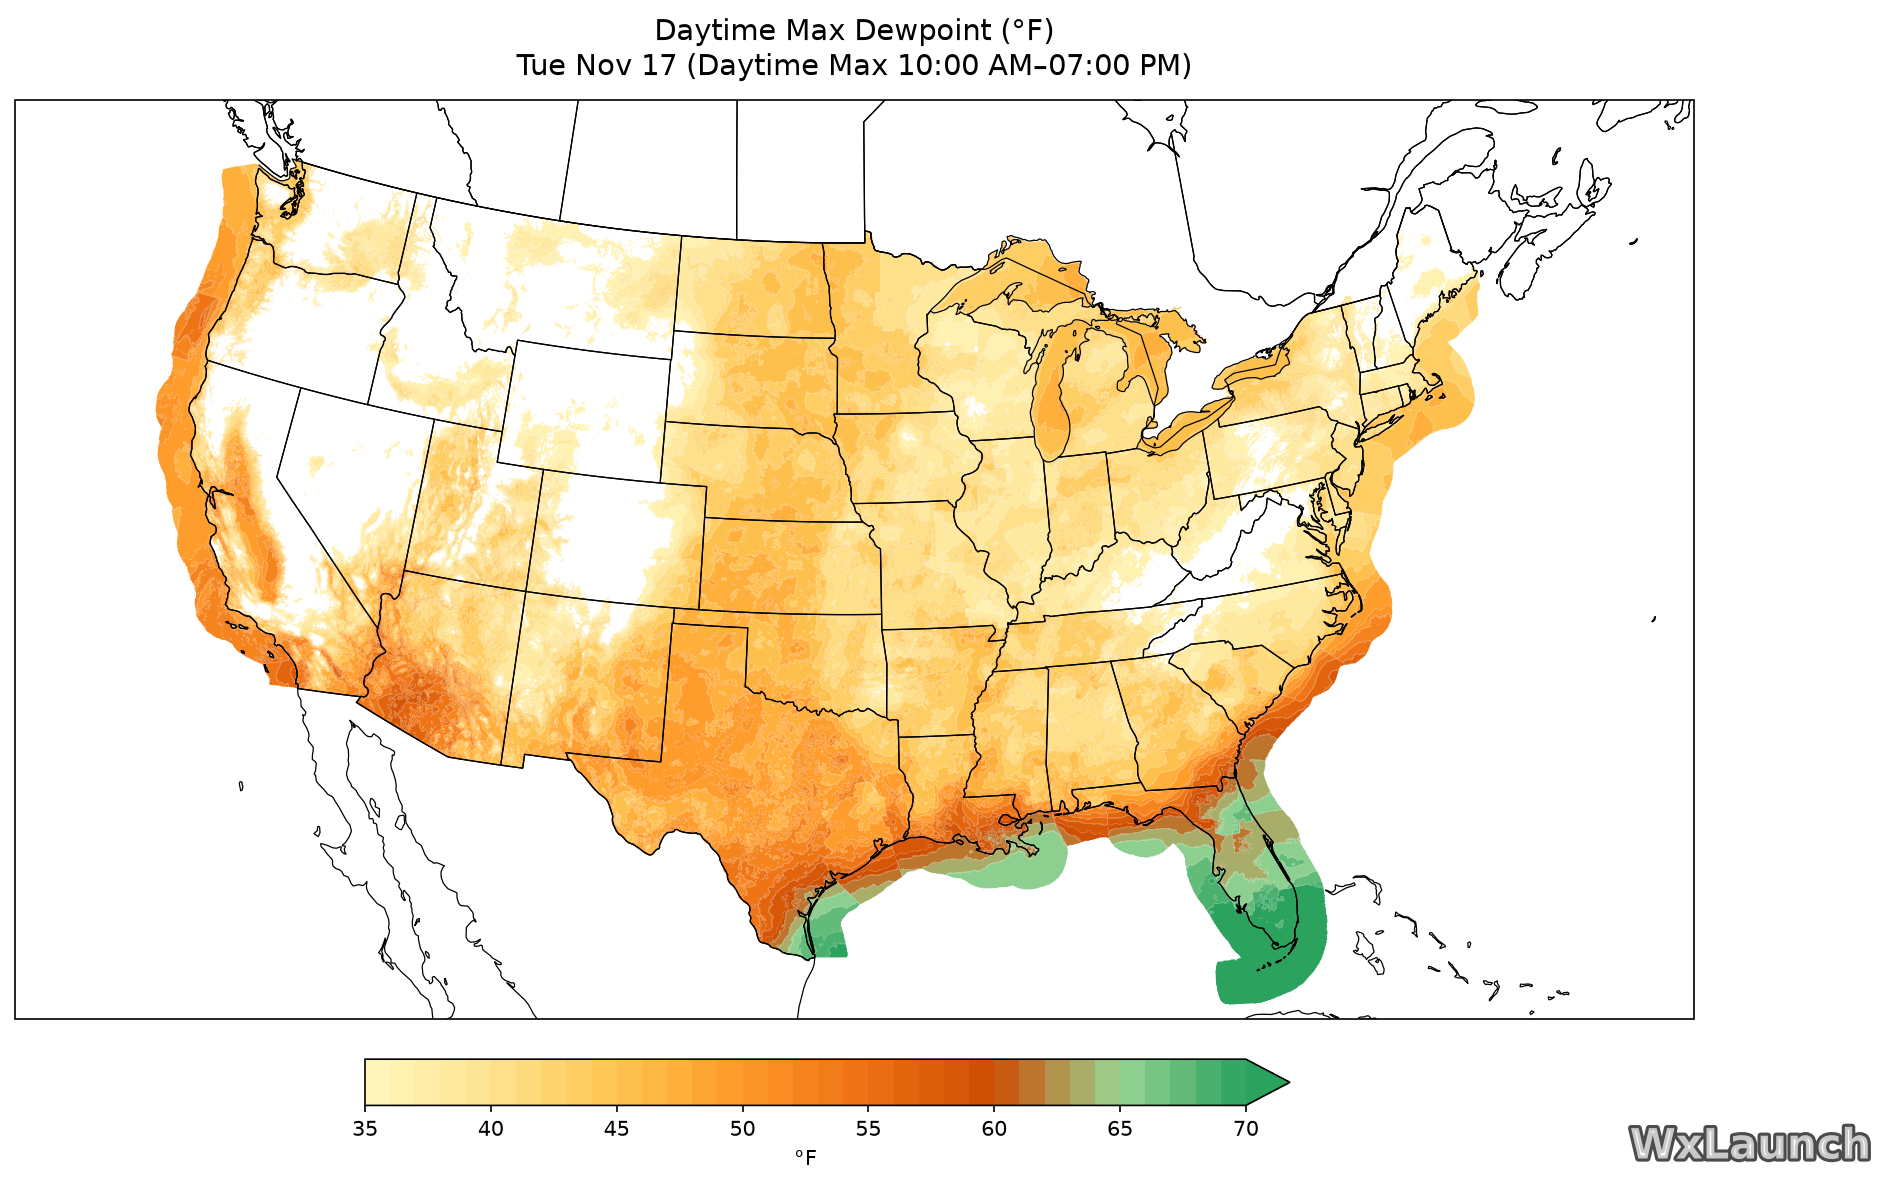 Daytime Max Dewpoint (°F)
Tue Nov 17 (Daytime Max 10:00 AM–07:00 PM)
35 40 45 50 55 60 65 70
°F
WxLaunch